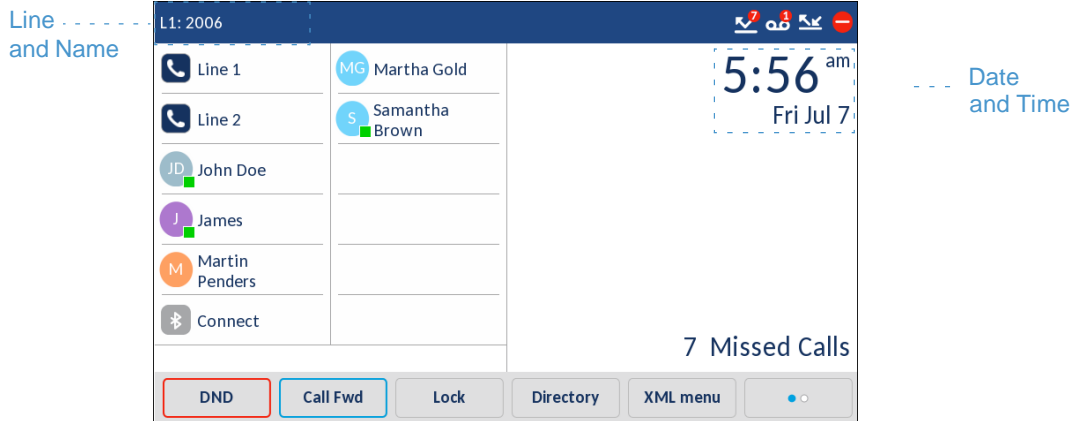 Line
and Name
L1: 2006
7
1
Line 1
Line 2
JD John Doe
J James
M Martin
Penders
Connect
MG Martha Gold
S Samantha
Brown
5:56 am
Fri Jul 7
Date
and Time
7 Missed Calls
DND
Call Fwd
Lock
Directory
XML menu